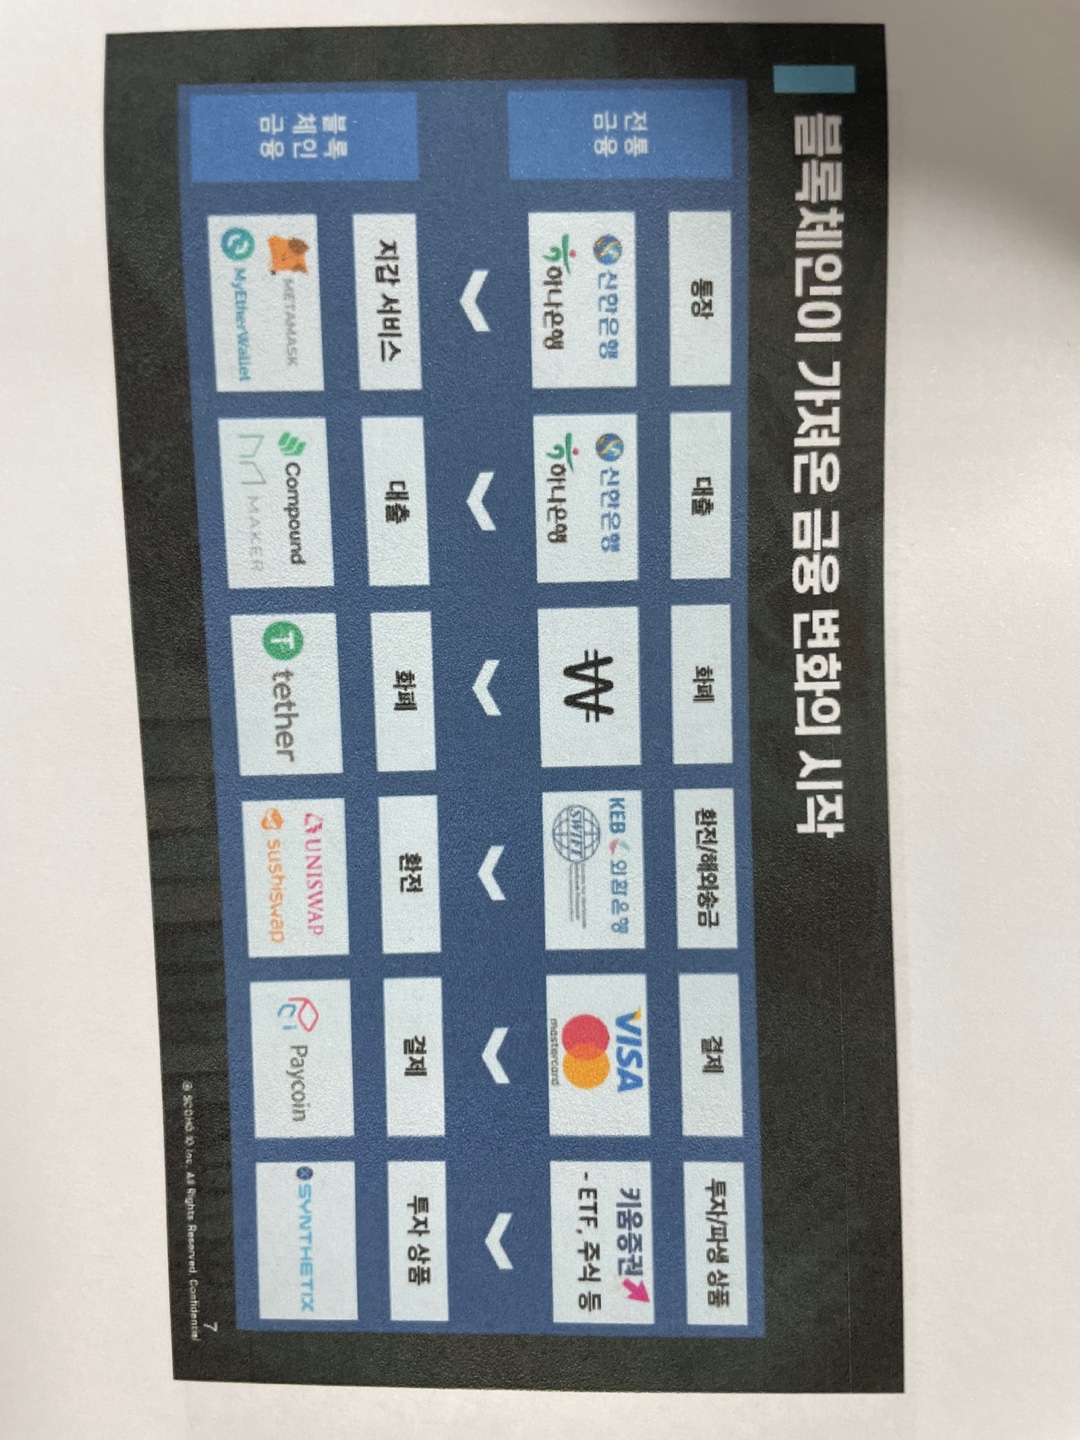 블록체인이 가져온 금융 변화의 시작
전통
금융
통장
대출
화폐
환전/해외송금
결제
투자/파생 상품
신한은행
하나은행
신한은행
하나은행
₩
KEB 외환은행
SWIFT
VISA
mastercard
키움증권
- ETF, 주식 등
블록
체인
금융
지갑 서비스
대출
화폐
환전
결제
투자 상품
METAMASK
MyEtherWallet
Compound
MAKER
tether
UNISWAP
sushiswap
Paycoin
SYNTHETIX
7
Inc. All Rights Reserved. Confidential